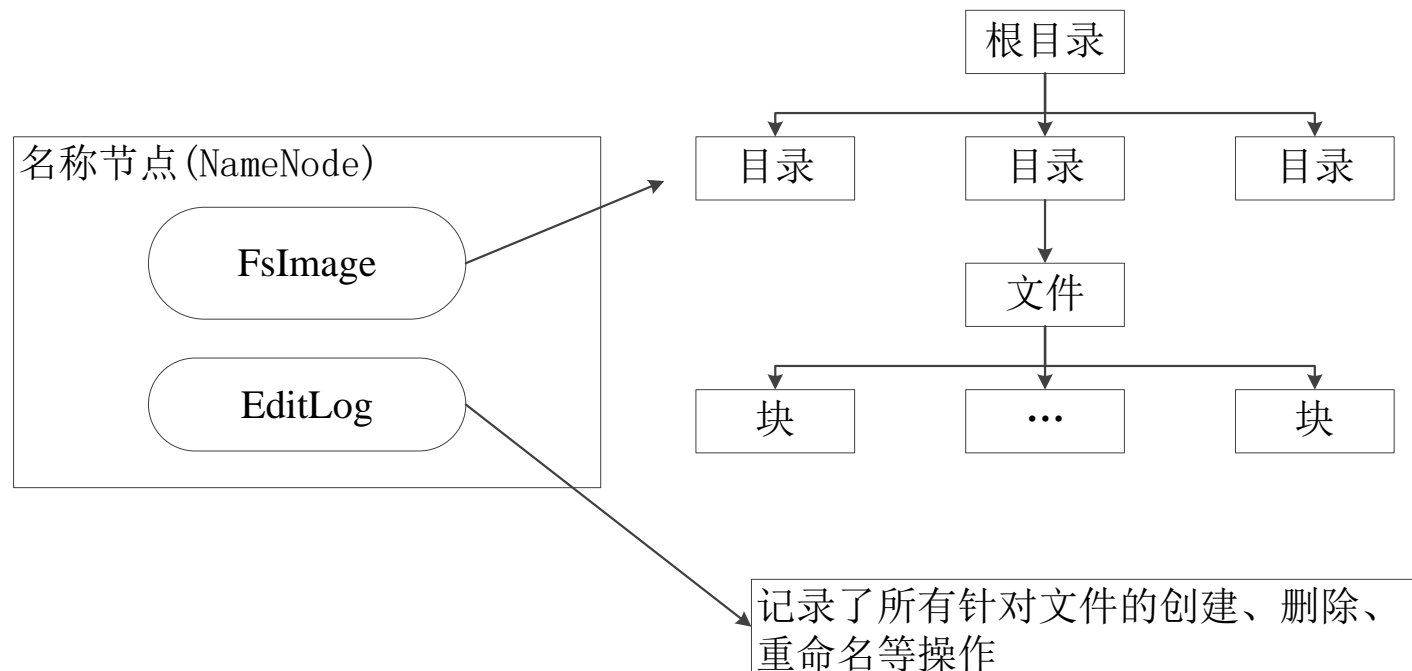 根目录
名称节点(NameNode)
目录
目录
目录
FsImage
文件
EditLog
块
…
块
记录了所有针对文件的创建、删除、
重命名等操作